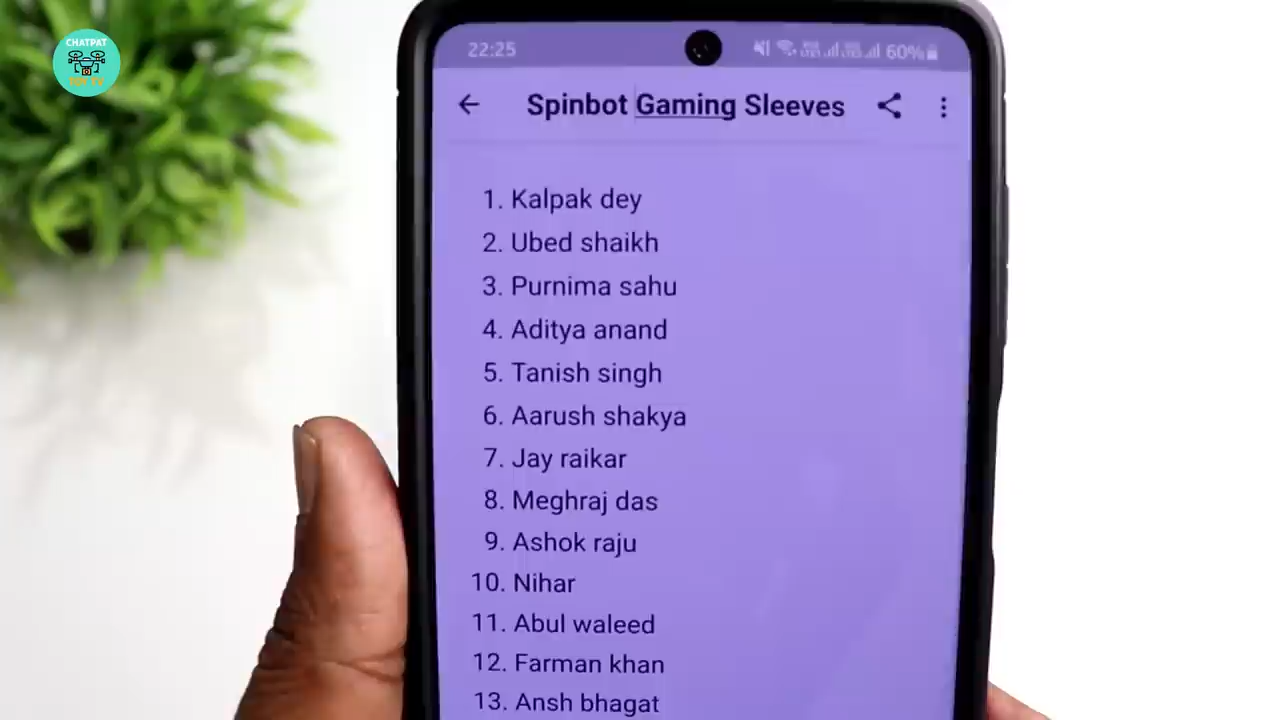 CHATPAT
TOY TV
22:25
60%
Spinbot Gaming Sleeves
1. Kalpak dey
2. Ubed shaikh
3. Purnima sahu
4. Aditya anand
5. Tanish singh
6. Aarush shakya
7. Jay raikar
8. Meghraj das
9. Ashok raju
10. Nihar
11. Abul waleed
12. Farman khan
13. Ansh bhagat